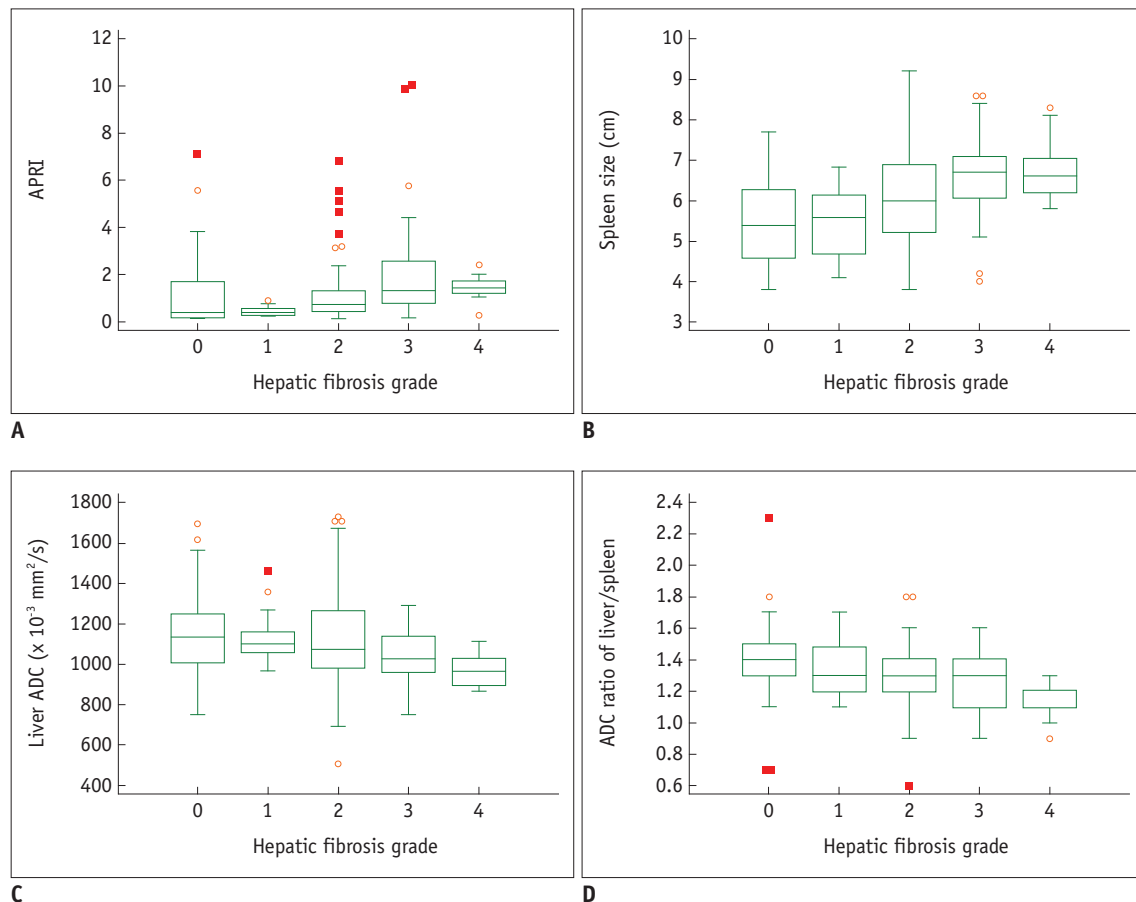 12
10
8
6
4
2
0
APRI
0 1 2 3 4
Hepatic fibrosis grade
A
10
9
8
7
6
5
4
3
Spleen size (cm)
0 1 2 3 4
Hepatic fibrosis grade
B
1800
1600
1400
1200
1000
800
600
400
Liver ADC (x 10⁻³ mm²/s)
0 1 2 3 4
Hepatic fibrosis grade
C
2.4
2.2
2.0
1.8
1.6
1.4
1.2
1.0
0.8
0.6
ADC ratio of liver/spleen
0 1 2 3 4
Hepatic fibrosis grade
D